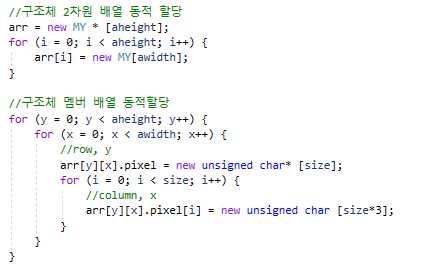 //구조체 2차원 배열 동적 할당
arr = new MY * [aheight];
for (i = 0; i < aheight; i++) {
    arr[i] = new MY[awidth];
}

//구조체 멤버 배열 동적할당
for (y = 0; y < aheight; y++) {
    for (x = 0; x < awidth; x++) {
        //row, y
        arr[y][x].pixel = new unsigned char* [size];
        for (i = 0; i < size; i++) {
            //column, x
            arr[y][x].pixel[i] = new unsigned char [size*3];
        }
    }
}